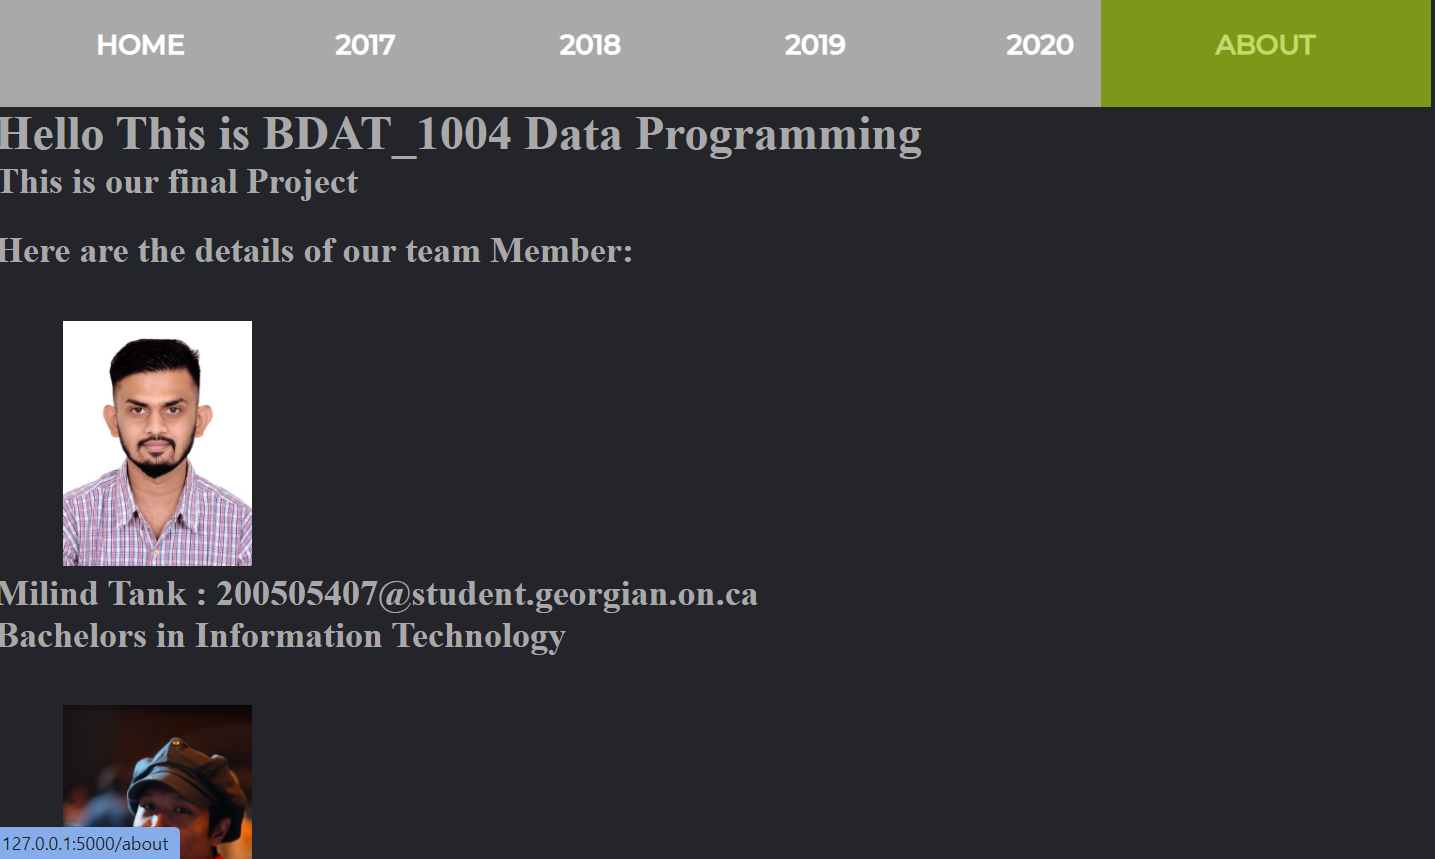 HOME 2017 2018 2019 2020 ABOUT
Hello This is BDAT_1004 Data Programming
This is our final Project
Here are the details of our team Member:
Milind Tank : 200505407@student.georgian.on.ca
Bachelors in Information Technology
127.0.0.1:5000/about